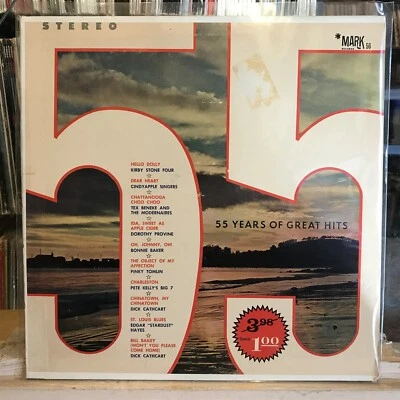 STEREO
*MARK 56
RECORDS
55
HELLO DOLLY
KIRBY STONE FOUR
DEAR HEART
CINDYAPPLE SINGERS
CHATTANOOGA
CHOO CHOO
TEX BENEKE AND
THE MODERNAIRES
IDA, SWEET AS
APPLE CIDER
DOROTHY PROVINE
OH, JOHNNY, OH!
BONNIE BAKER
THE OBJECT OF MY
AFFECTION
PINKY TOMLIN
CHARLESTON
PETE KELLY'S BIG 7
CHINATOWN, MY
CHINATOWN
DICK CATHCART
ST. LOUIS BLUES
EDGAR "STARDUST"
HAYES
BILL BAILEY
(WON'T YOU PLEASE
COME HOME)
DICK CATHCART
55 YEARS OF GREAT HITS
3.98
1.00